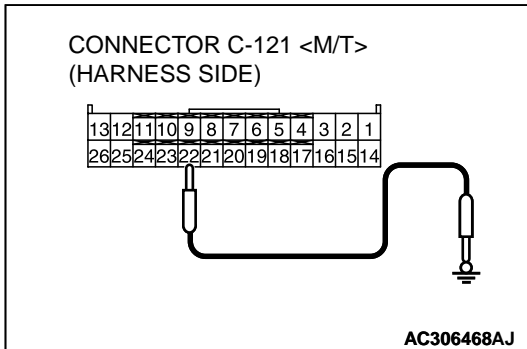 CONNECTOR C-121 <M/T>
(HARNESS SIDE)
13 12 11 10 9 8 7 6 5 4 3 2 1
26 25 24 23 22 21 20 19 18 17 16 15 14
AC306468AJ